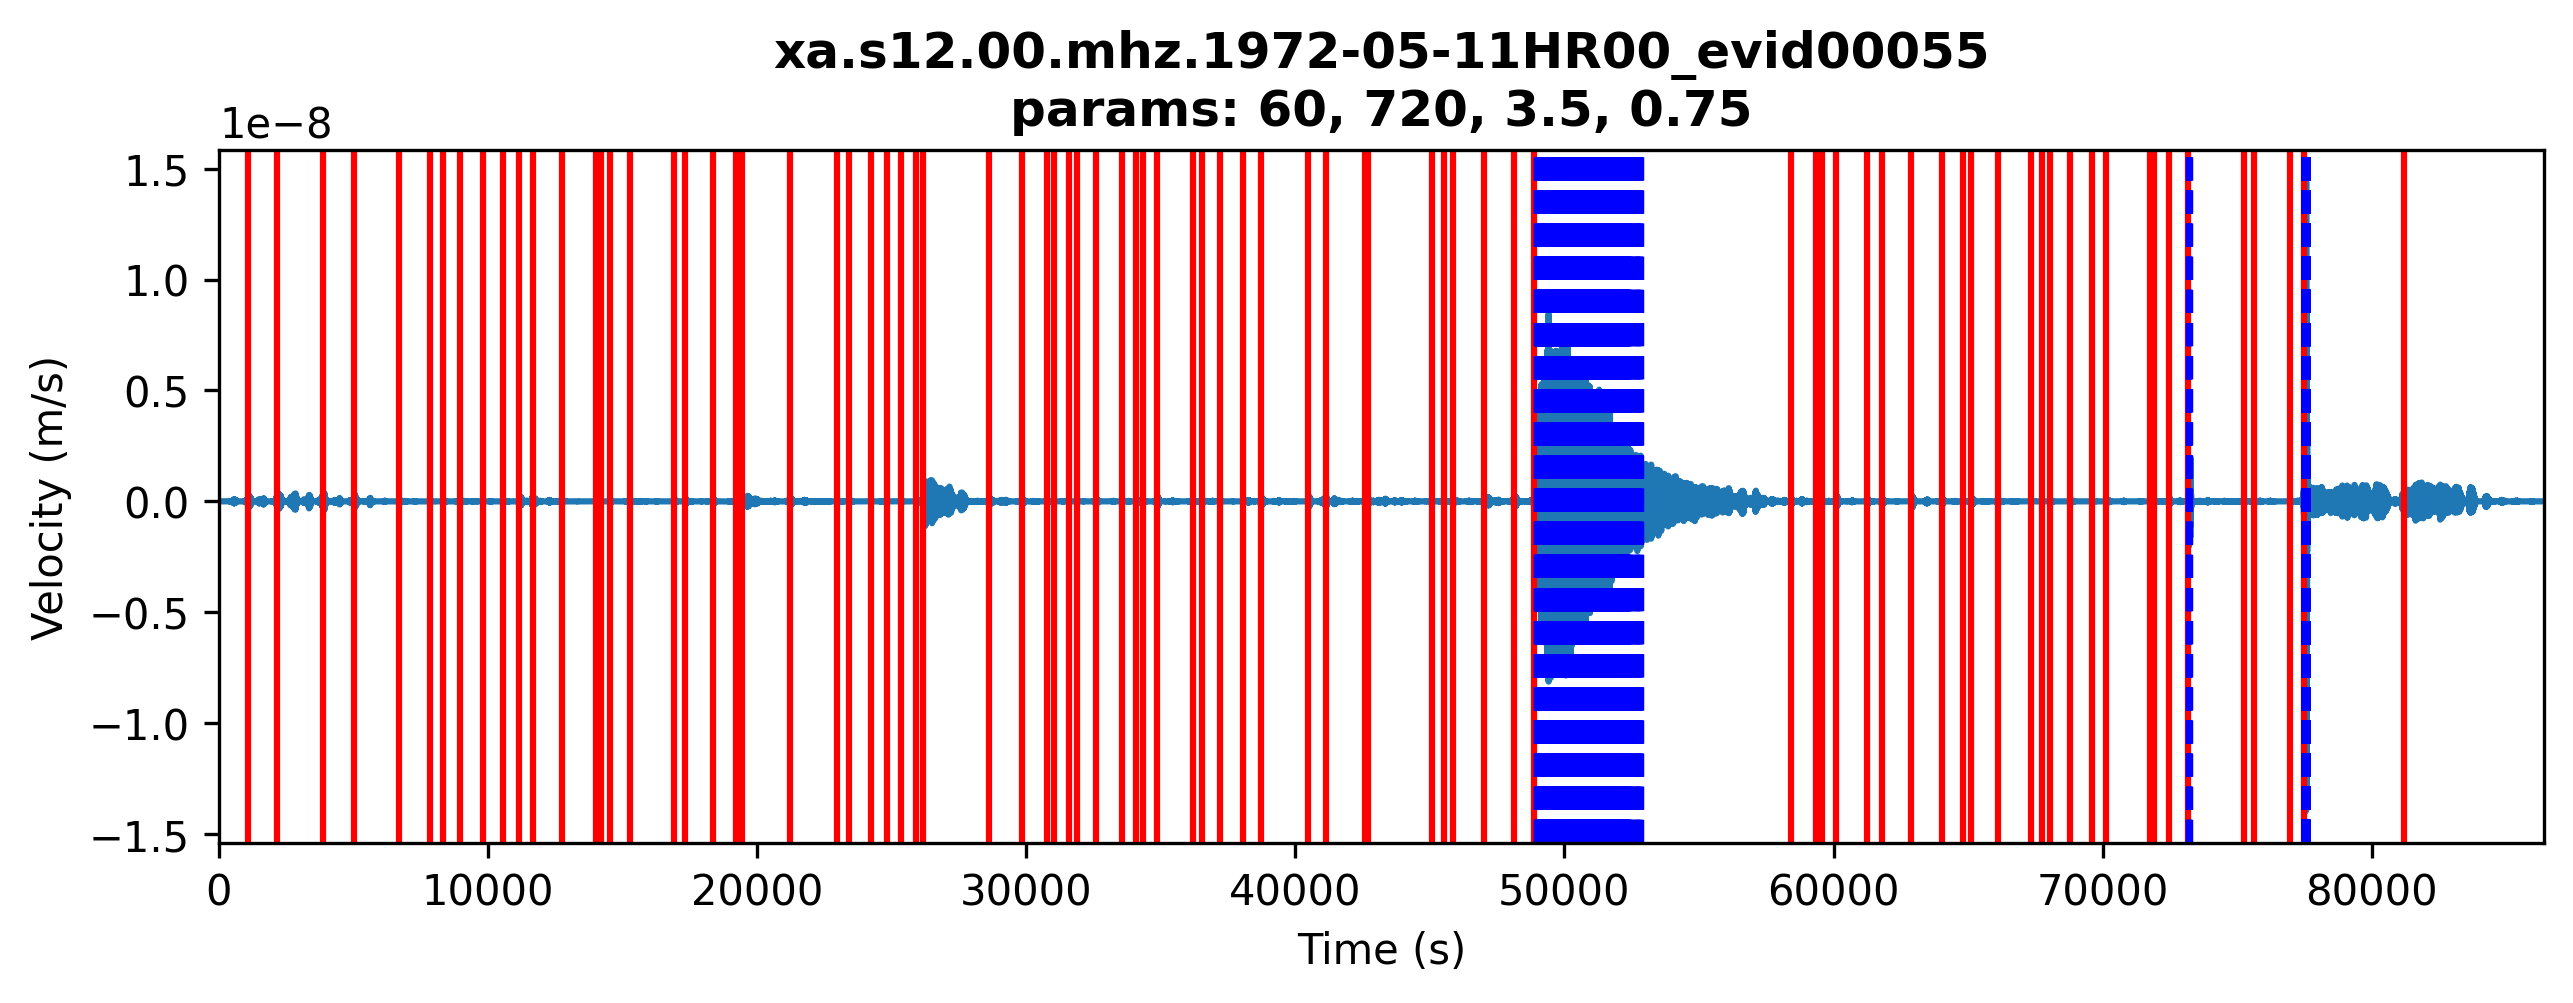 xa.s12.00.mhz.1972-05-11HR00_evid00055
params: 60, 720, 3.5, 0.75
1e−8
1.5
1.0
0.5
0.0
−0.5
−1.0
−1.5
Velocity (m/s)
0 10000 20000 30000 40000 50000 60000 70000 80000
Time (s)